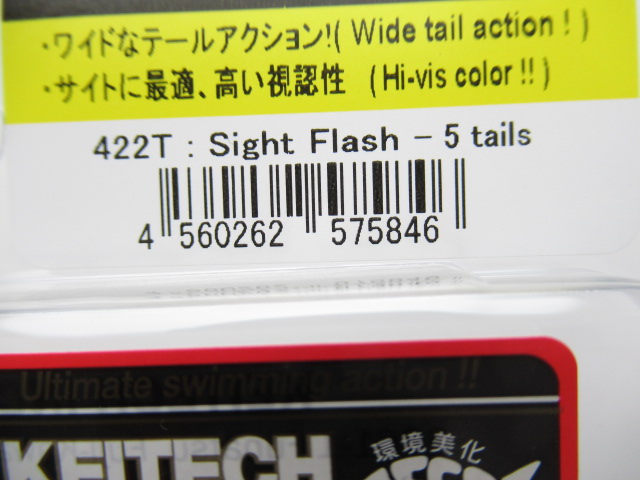 ・ワイドなテールアクション!( Wide tail action ! )
・サイトに最適、高い視認性 (Hi-vis color !! )
422T : Sight Flash - 5 tails
4 560262 575846
Ultimate swimming action !!
KEITECH
環境美化